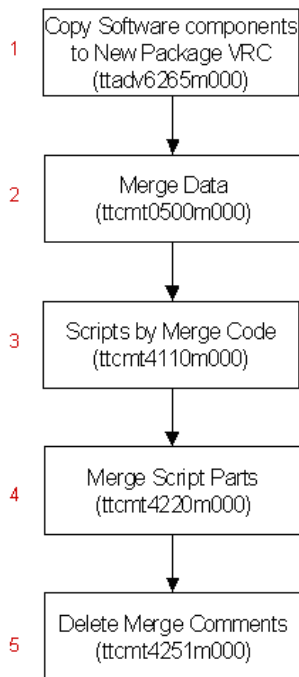 1
Copy Software components
to New Package VRC
(ttadv6265m000)
2
Merge Data
(ttcmt0500m000)
3
Scripts by Merge Code
(ttcmt4110m000)
4
Merge Script Parts
(ttcmt4220m000)
5
Delete Merge Comments
(ttcmt4251m000)